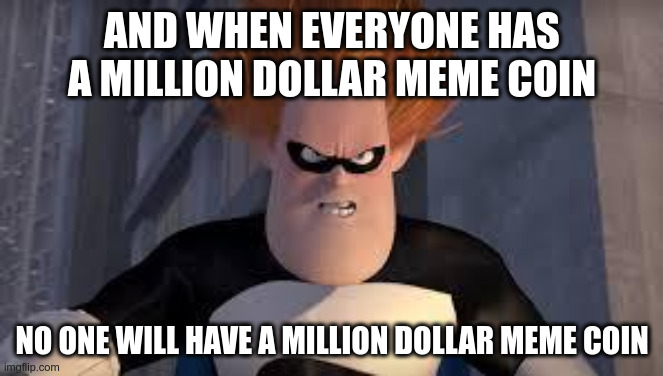 AND WHEN EVERYONE HAS
A MILLION DOLLAR MEME COIN
NO ONE WILL HAVE A MILLION DOLLAR MEME COIN
imgflip.com